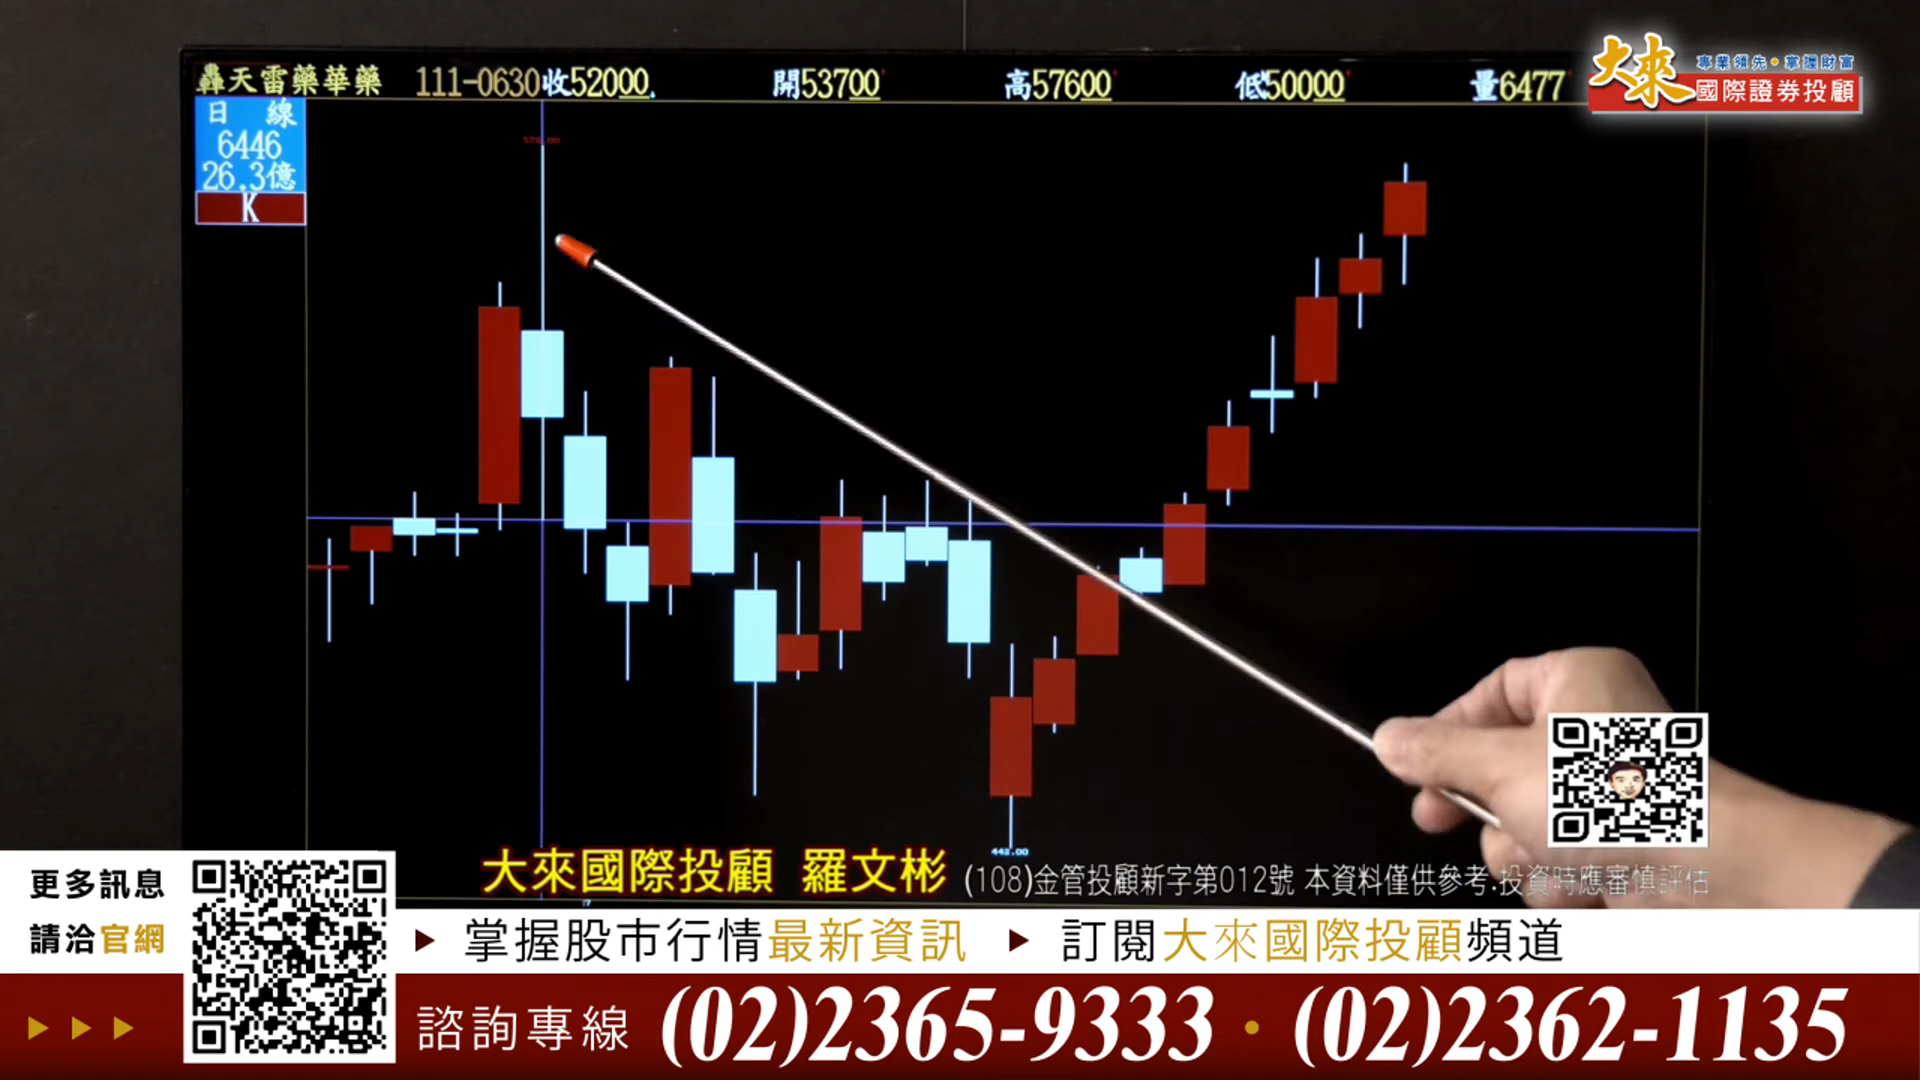 轟天雷藥華藥 111-0630收52000. 開53700 高57600 低50000 量6477
大來 專業領先•掌握財富
國際證券投顧
日 線
6446
26.3億
K
442.00
大來國際投顧 羅文彬 (108)金管投顧新字第012號 本資料僅供參考.投資時應審慎評估
更多訊息
請洽官網
掌握股市行情最新資訊 訂閱大來國際投顧頻道
諮詢專線 (02)2365-9333•(02)2362-1135